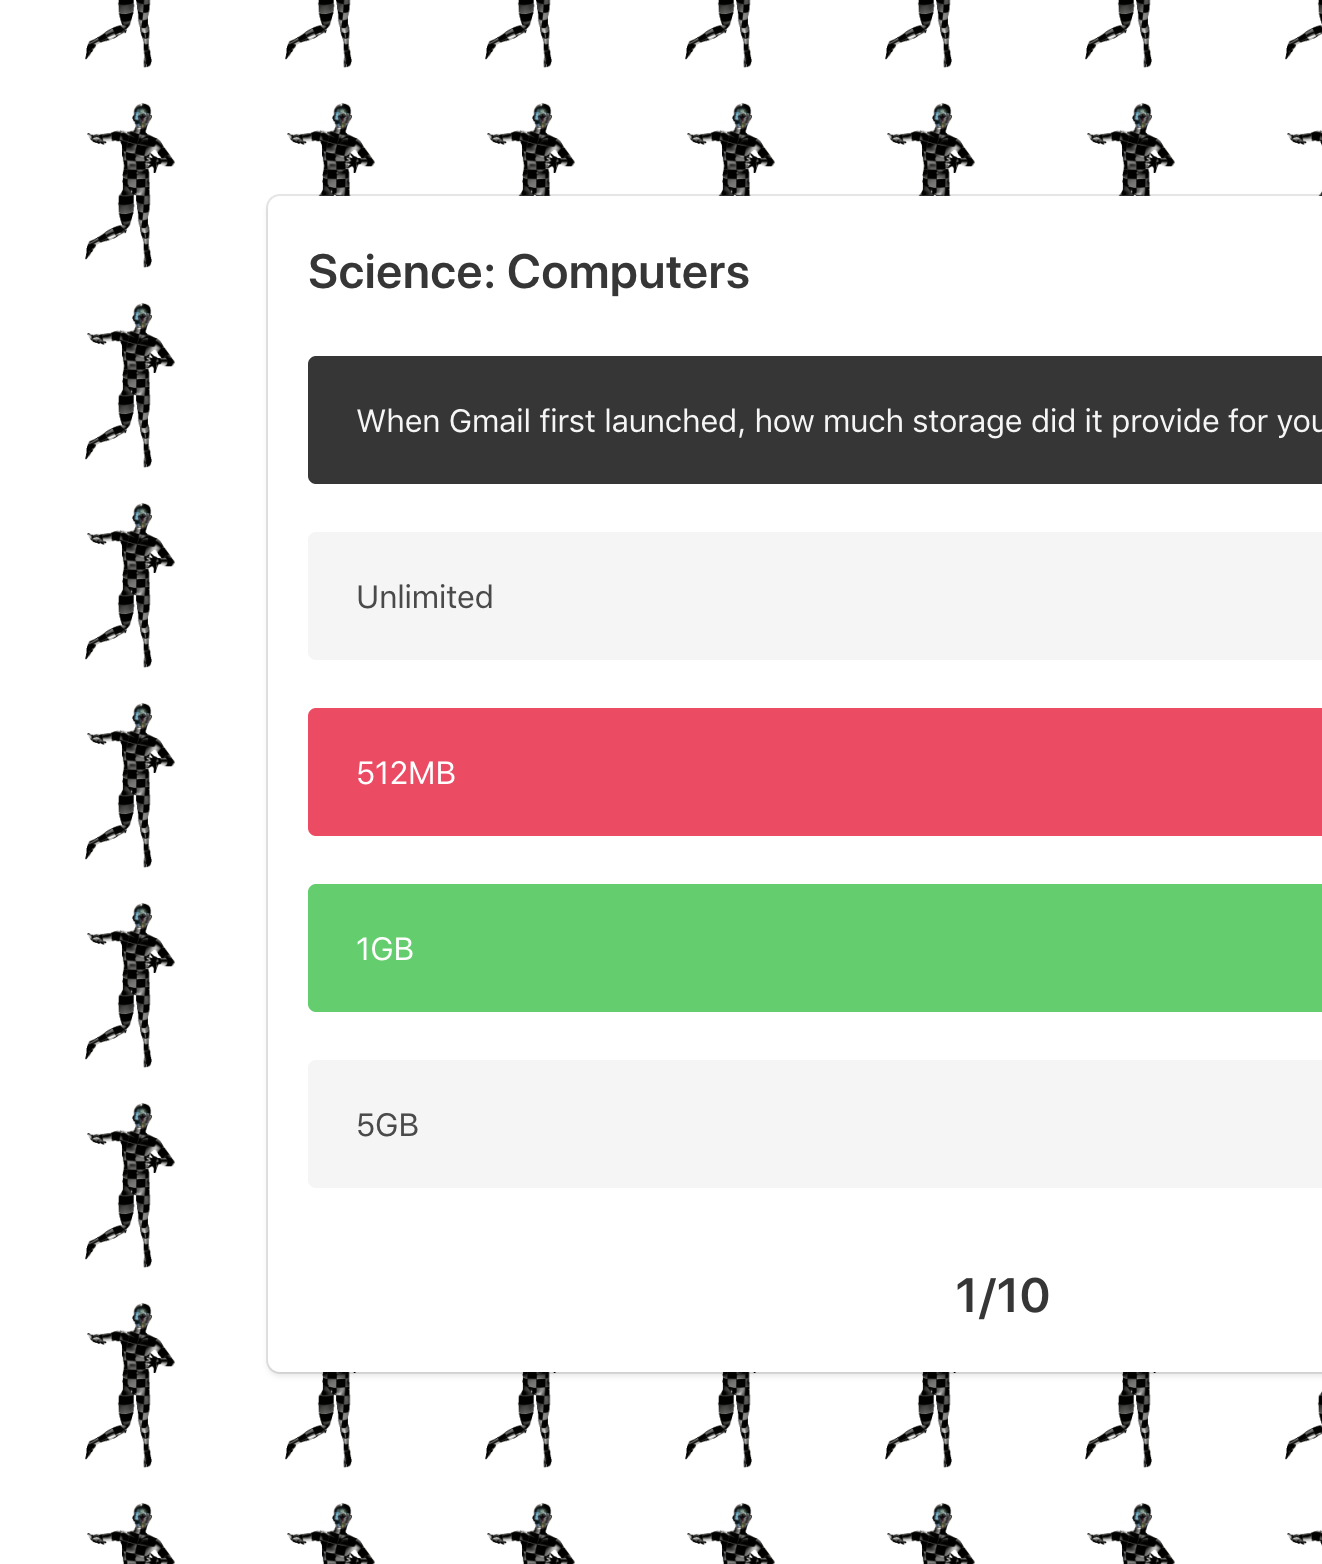 Science: Computers
When Gmail first launched, how much storage did it provide for you
Unlimited
512MB
1GB
5GB
1/10